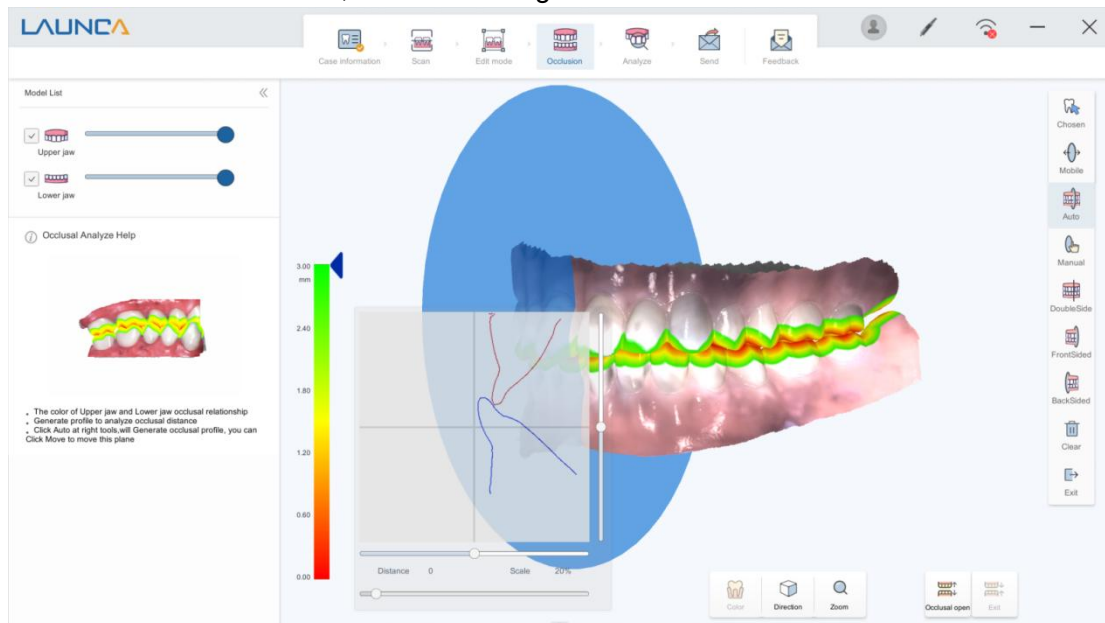 LAUNCA
Case information
Scan
Edit mode
Occlusion
Analyze
Send
Feedback
Model List
Upper jaw
Lower jaw
Occlusal Analyze Help
. The color of Upper jaw and Lower jaw occlusal relationship
. Generate profile to analyze occlusal distance
. Click Auto at right tools,will Generate occlusal profile, you can
Click Move to move this plane
3.00
mm
2.40
1.80
1.20
0.60
0.00
Distance 0 Scale 20%
Chosen
Mobile
Auto
Manual
DoubleSide
FrontSided
BackSided
Clear
Exit
Color
Direction
Zoom
Occlusal open
Exit